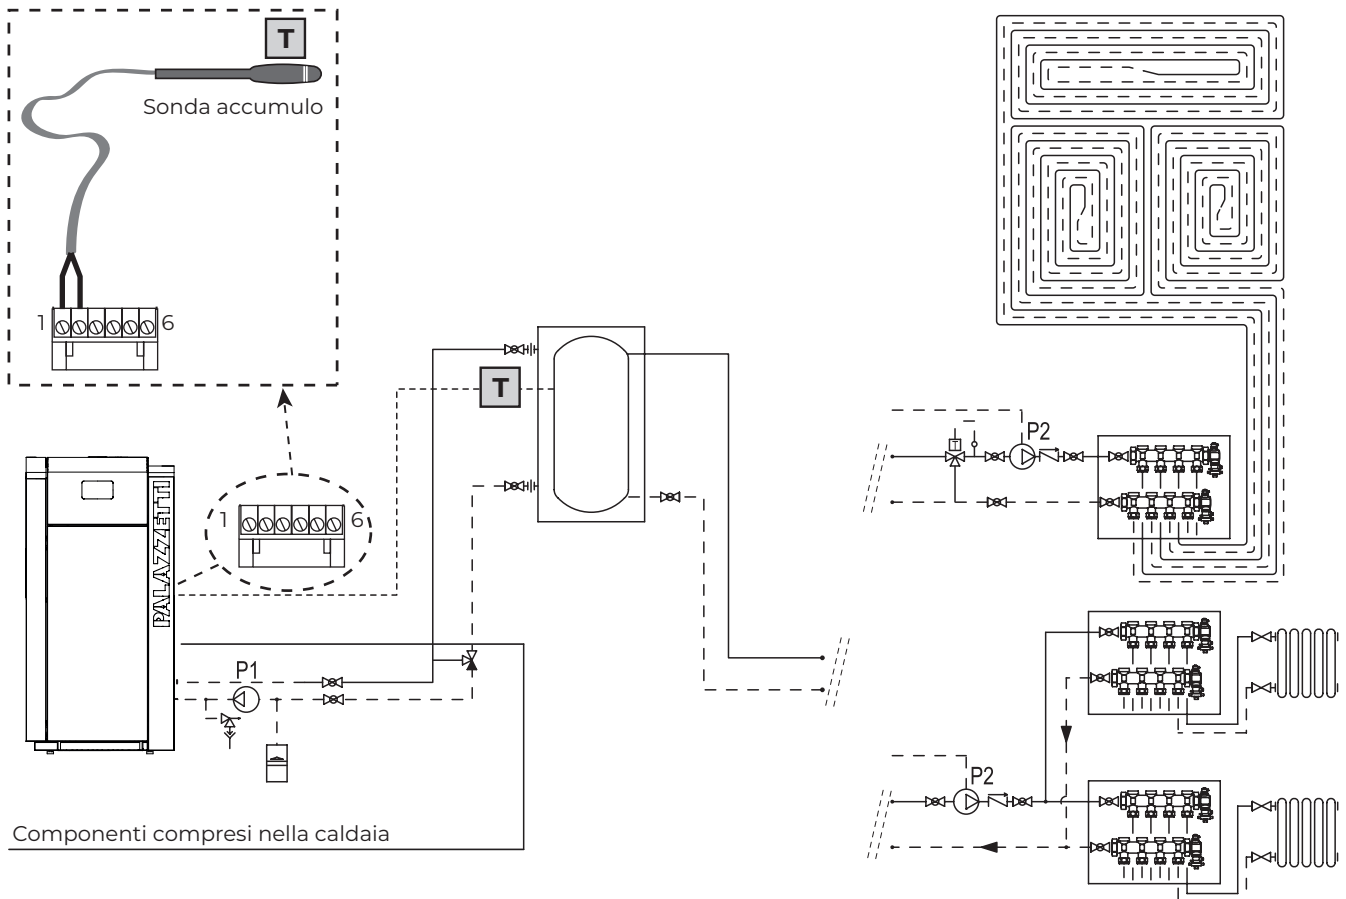 T
Sonda accumulo
1 6
T
P2
1 6
PALAZZETTI
P1
P2
Componenti compresi nella caldaia